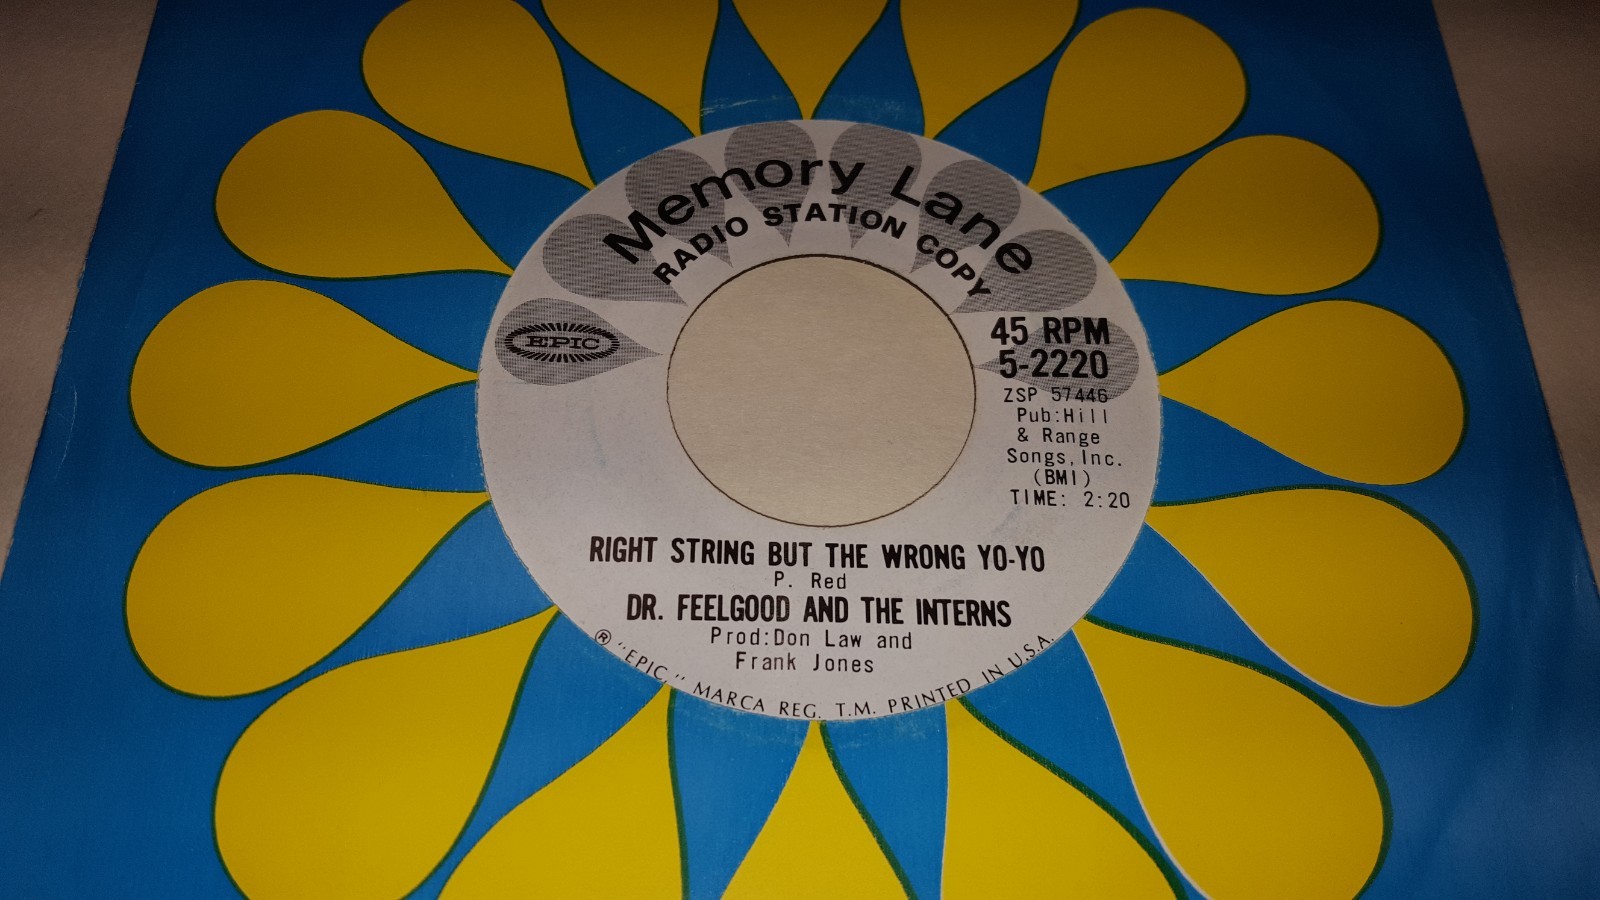 Memory Lane
RADIO STATION COPY
EPIC
45 RPM
5-2220
ZSP 57446
Pub:Hill
& Range
Songs, Inc.
(BMI)
TIME: 2:20
RIGHT STRING BUT THE WRONG YO-YO
P. Red
DR. FEELGOOD AND THE INTERNS
Prod:Don Law and
Frank Jones
® "EPIC" MARCA REG. T.M. PRINTED IN U.S.A.